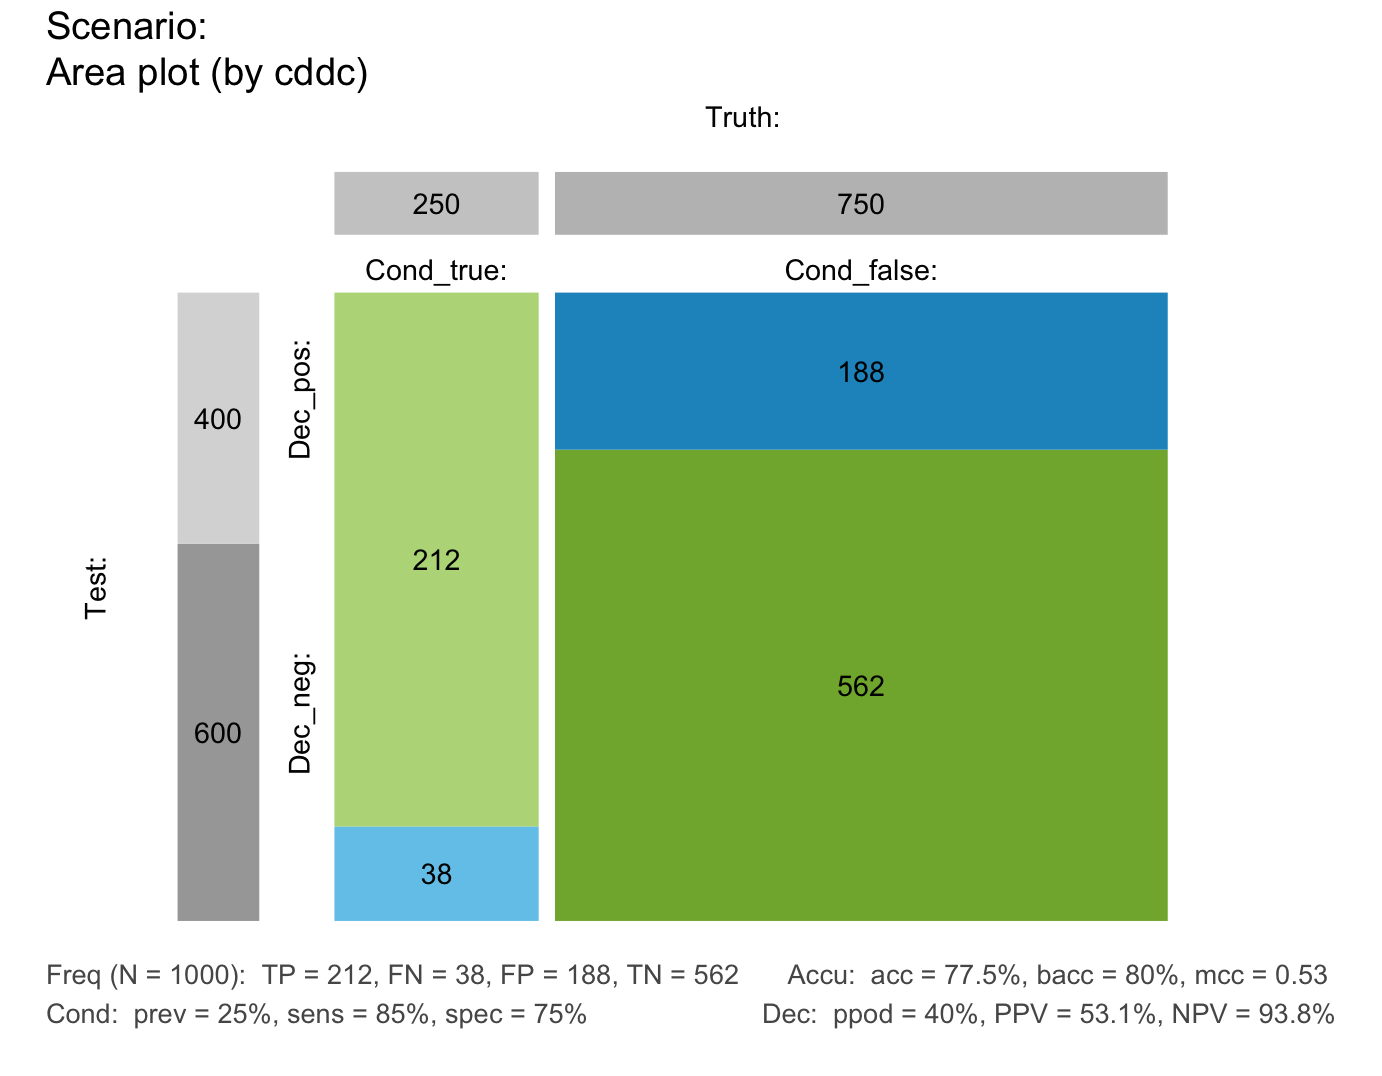 Scenario:
Area plot (by cddc)
Truth:
250
750
Cond_true:
Cond_false:
Test:
400
600
Dec_pos:
Dec_neg:
212
38
188
562
Freq (N = 1000):  TP = 212, FN = 38, FP = 188, TN = 562
Accu:  acc = 77.5%, bacc = 80%, mcc = 0.53
Cond:  prev = 25%, sens = 85%, spec = 75%
Dec:  ppod = 40%, PPV = 53.1%, NPV = 93.8%